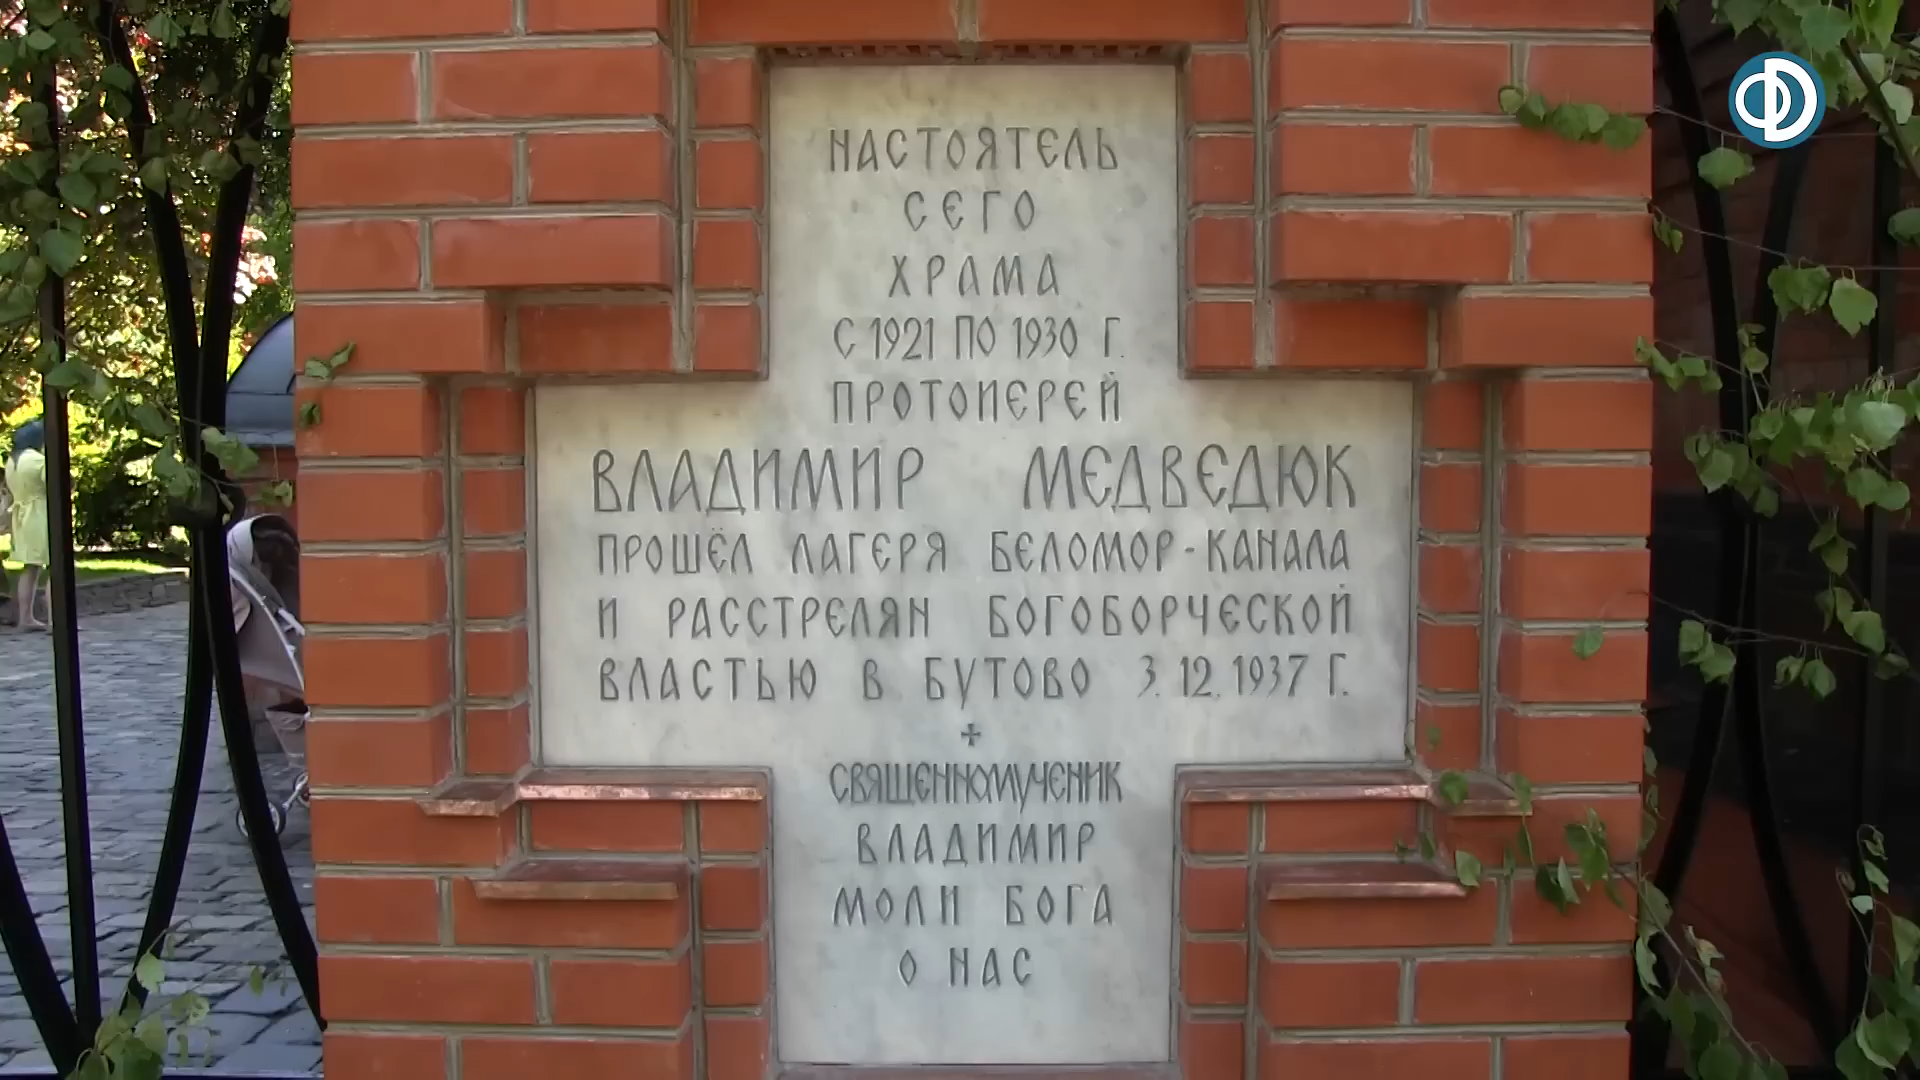 НАСТОЯТЕЛЬ
СЕГО
ХРАМА
С 1921 ПО 1930 Г.
ПРОТОИЕРЕЙ
ВЛАДИМИР МЕДВЕДЮК
ПРОШЁЛ ЛАГЕРЯ БЕЛОМОР-КАНАЛА
И РАССТРЕЛЯН БОГОБОРЧЕСКОЙ
ВЛАСТЬЮ В БУТОВО 3.12.1937 Г.
+
СВЯЩЕННОМУЧЕНИК
ВЛАДИМИР
МОЛИ БОГА
О НАС